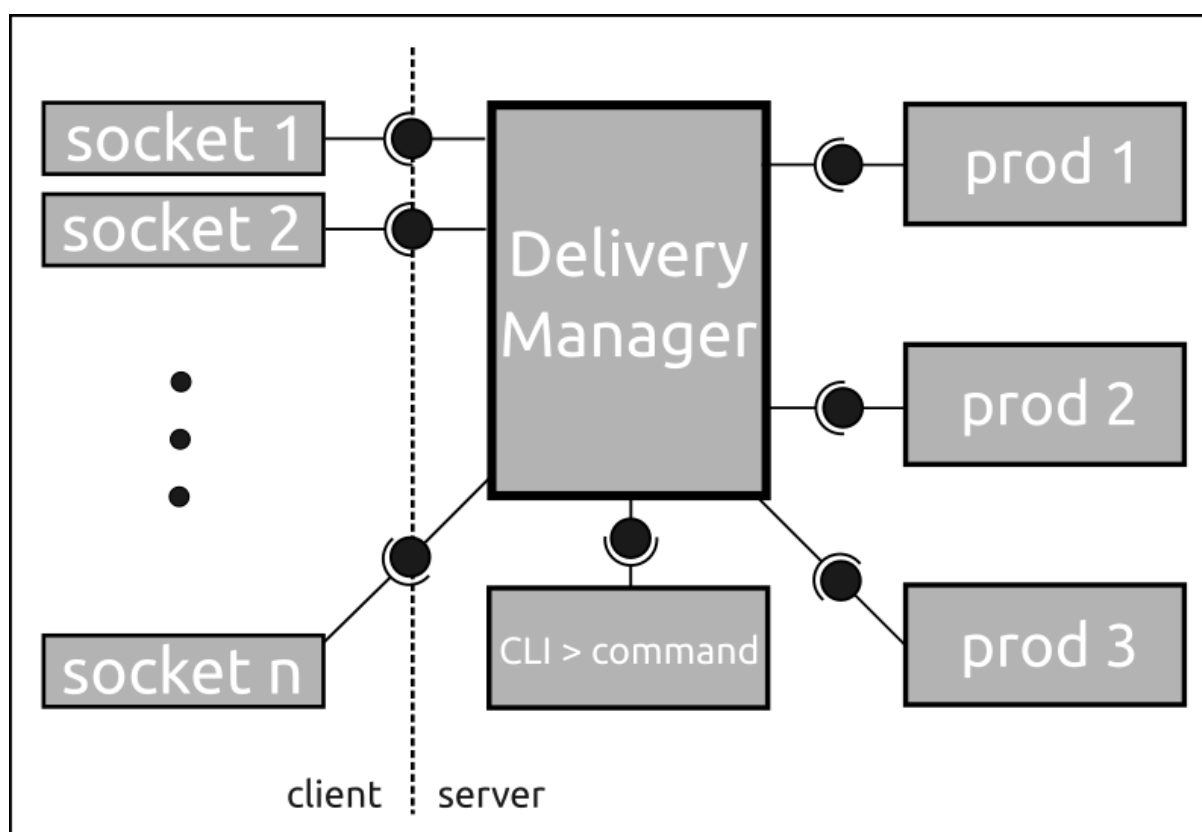 socket 1
socket 2
socket n
client
server
Delivery
Manager
CLI > command
prod 1
prod 2
prod 3